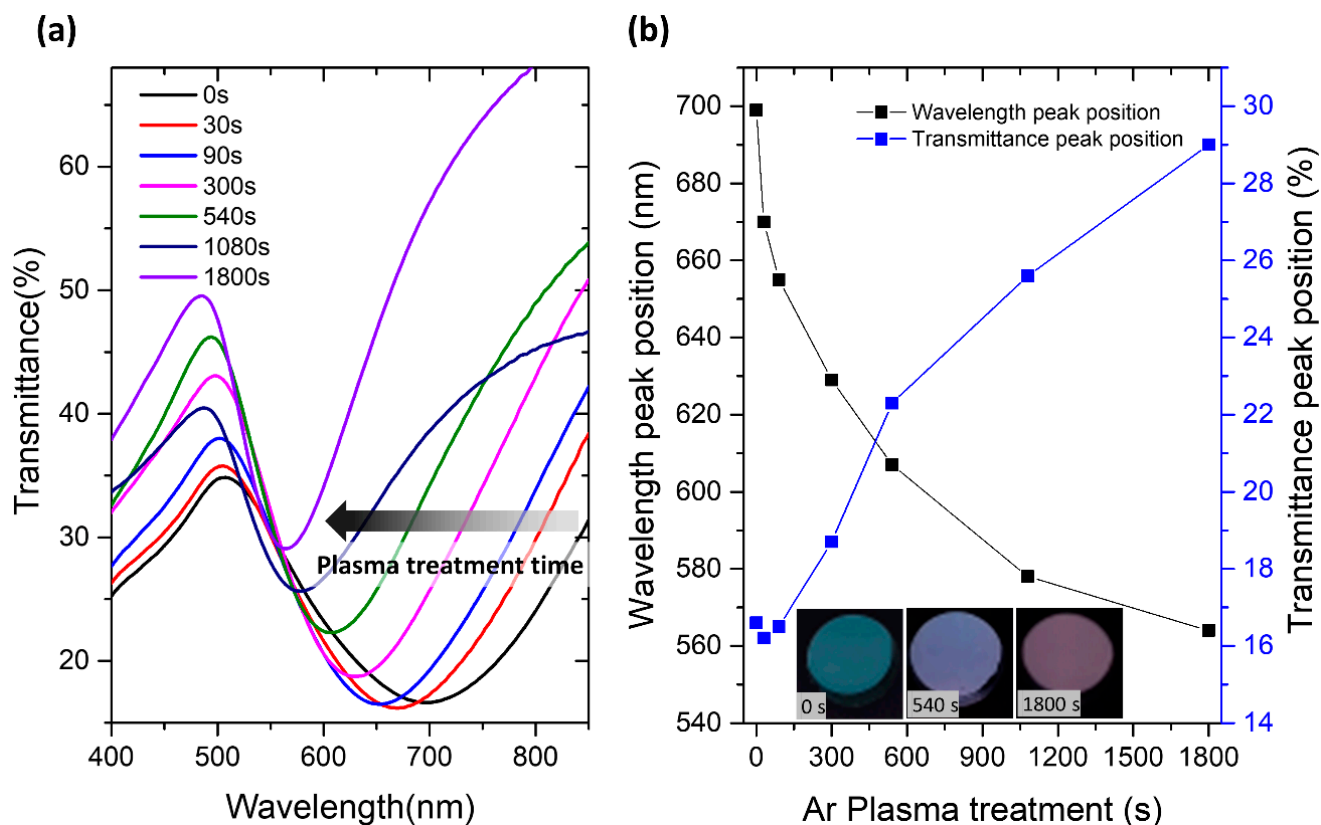 (a)
(b)
0s
30s
90s
300s
540s
1080s
1800s
60
50
40
30
20
Transmittance(%)
Plasma treatment time
400 500 600 700 800
Wavelength(nm)
Wavelength peak position
Transmittance peak position
700
680
660
640
620
600
580
560
540
Wavelength peak position (nm)
30
28
26
24
22
20
18
16
14
Transmittance peak position (%)
0 s
540 s
1800 s
0 300 600 900 1200 1500 1800
Ar Plasma treatment (s)